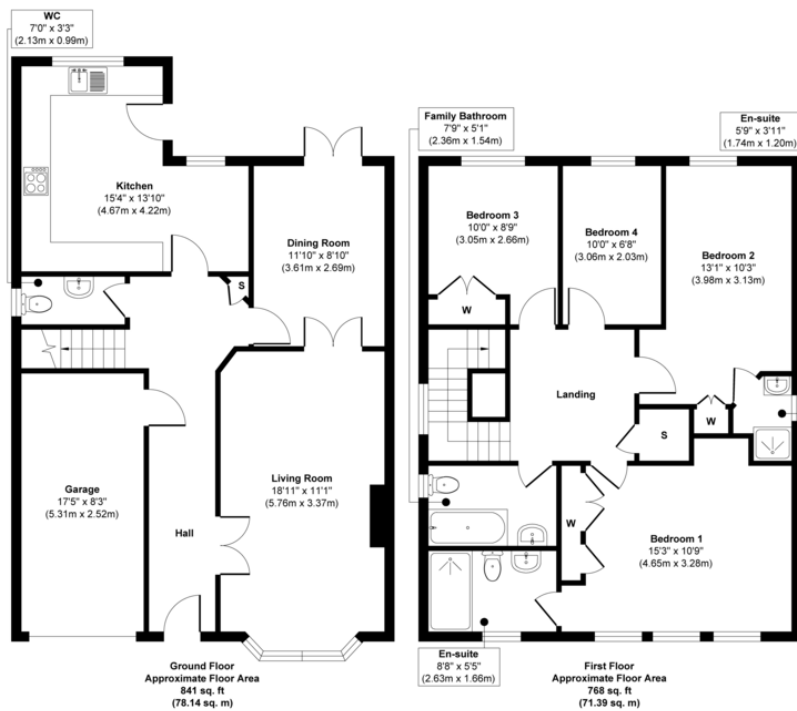 WC
7'0" x 3'3"
(2.13m x 0.99m)
Kitchen
15'4" x 13'10"
(4.67m x 4.22m)
Dining Room
11'10" x 8'10"
(3.61m x 2.69m)
S
Garage
17'5" x 8'3"
(5.31m x 2.52m)
Hall
Living Room
18'11" x 11'1"
(5.76m x 3.37m)
Ground Floor
Approximate Floor Area
841 sq. ft
(78.14 sq. m)
Family Bathroom
7'9" x 5'1"
(2.36m x 1.54m)
En-suite
5'9" x 3'11"
(1.74m x 1.20m)
Bedroom 3
10'0" x 8'9"
(3.05m x 2.66m)
Bedroom 4
10'0" x 6'8"
(3.06m x 2.03m)
Bedroom 2
13'1" x 10'3"
(3.98m x 3.13m)
W
Landing
W
S
W
Bedroom 1
15'3" x 10'9"
(4.65m x 3.28m)
En-suite
8'8" x 5'5"
(2.63m x 1.66m)
First Floor
Approximate Floor Area
768 sq. ft
(71.39 sq. m)